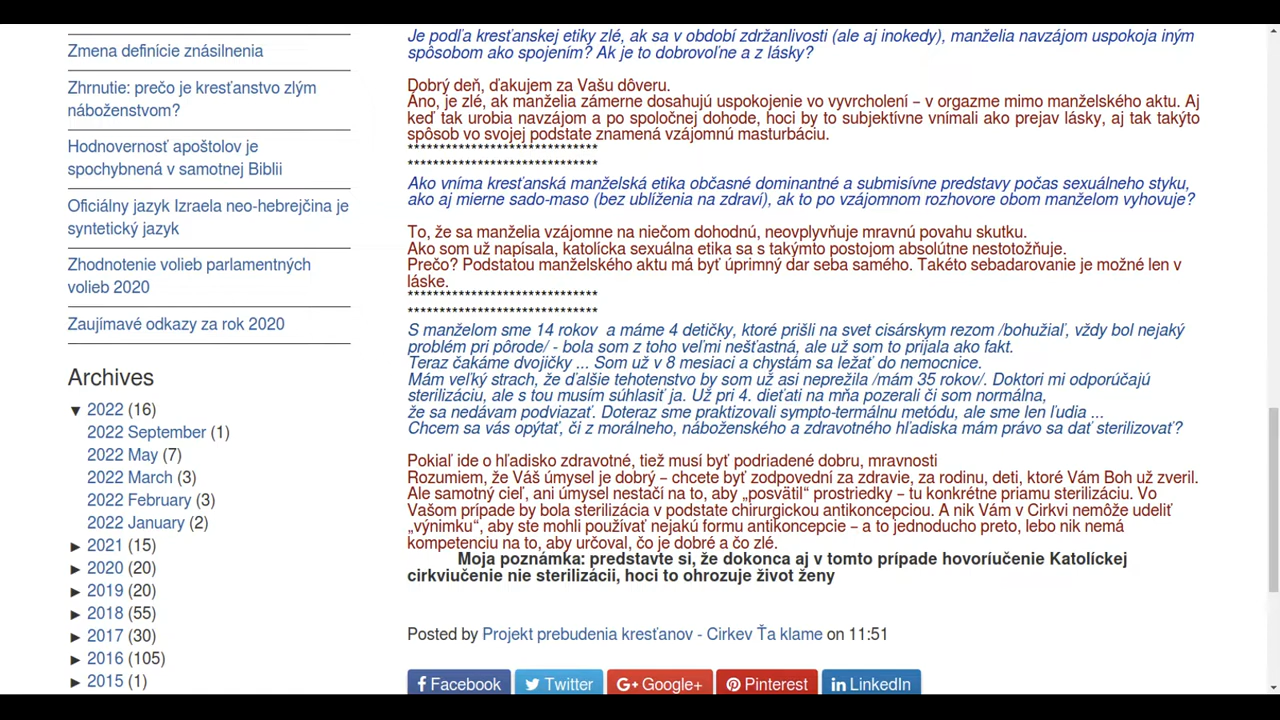 Zmena definície znásilnenia
Zhrnutie: prečo je kresťanstvo zlým
náboženstvom?
Hodnovernosť apoštolov je
spochybnená v samotnej Biblii
Oficiálny jazyk Izraela neo-hebrejčina je
syntetický jazyk
Zhodnotenie volieb parlamentných
volieb 2020
Zaujímavé odkazy za rok 2020
Archives
▼ 2022 (16)
2022 September (1)
2022 May (7)
2022 March (3)
2022 February (3)
2022 January (2)
► 2021 (15)
► 2020 (20)
► 2019 (20)
► 2018 (55)
► 2017 (30)
► 2016 (105)
► 2015 (1)
Je podľa kresťanskej etiky zlé, ak sa v období zdržanlivosti (ale aj inokedy), manželia navzájom uspokoja iným
spôsobom ako spojením? Ak je to dobrovoľne a z lásky?
Dobrý deň, ďakujem za Vašu dôveru.
Áno, je zlé, ak manželia zámerne dosahujú uspokojenie vo vyvrcholení – v orgazme mimo manželského aktu. Aj
keď tak urobia navzájom a po spoločnej dohode, hoci by to subjektívne vnímali ako prejav lásky, aj tak takýto
spôsob vo svojej podstate znamená vzájomnú masturbáciu.
******************************
******************************
Ako vníma kresťanská manželská etika občasné dominantné a submisívne predstavy počas sexuálneho styku,
ako aj mierne sado-maso (bez ublíženia na zdraví), ak to po vzájomnom rozhovore obom manželom vyhovuje?
To, že sa manželia vzájomne na niečom dohodnú, neovplyvňuje mravnú povahu skutku.
Ako som už napísala, katolícka sexuálna etika sa s takýmto postojom absolútne nestotožňuje.
Prečo? Podstatou manželského aktu má byť úprimný dar seba samého. Takéto sebadarovanie je možné len v
láske.
******************************
******************************
S manželom sme 14 rokov  a máme 4 detičky, ktoré prišli na svet cisárskym rezom /bohužiaľ, vždy bol nejaký
problém pri pôrode/ - bola som z toho veľmi nešťastná, ale už som to prijala ako fakt.
Teraz čakáme dvojičky ... Som už v 8 mesiaci a chystám sa ležať do nemocnice.
Mám veľký strach, že ďalšie tehotenstvo by som už asi neprežila /mám 35 rokov/. Doktori mi odporúčajú
sterilizáciu, ale s tou musím súhlasiť ja. Už pri 4. dieťati na mňa pozerali či som normálna,
že sa nedávam podviazať. Doteraz sme praktizovali sympto-termálnu metódu, ale sme len ľudia ...
Chcem sa vás opýtať, či z morálneho, náboženského a zdravotného hľadiska mám právo sa dať sterilizovať?
Pokiaľ ide o hľadisko zdravotné, tiež musí byť podriadené dobru, mravnosti
Rozumiem, že Váš úmysel je dobrý – chcete byť zodpovední za zdravie, za rodinu, deti, ktoré Vám Boh už zveril.
Ale samotný cieľ, ani úmysel nestačí na to, aby „posvätil“ prostriedky – tu konkrétne priamu sterilizáciu. Vo
Vašom prípade by bola sterilizácia v podstate chirurgickou antikoncepciou. A nik Vám v Cirkvi nemôže udeliť
„výnimku“, aby ste mohli používať nejakú formu antikoncepcie – a to jednoducho preto, lebo nik nemá
kompetenciu na to, aby určoval, čo je dobré a čo zlé.
Moja poznámka: predstavte si, že dokonca aj v tomto prípade hovoríučenie Katolíckej
cirkviučenie nie sterilizácii, hoci to ohrozuje život ženy
Posted by Projekt prebudenia kresťanov - Cirkev Ťa klame on 11:51
Facebook Twitter Google+ Pinterest LinkedIn